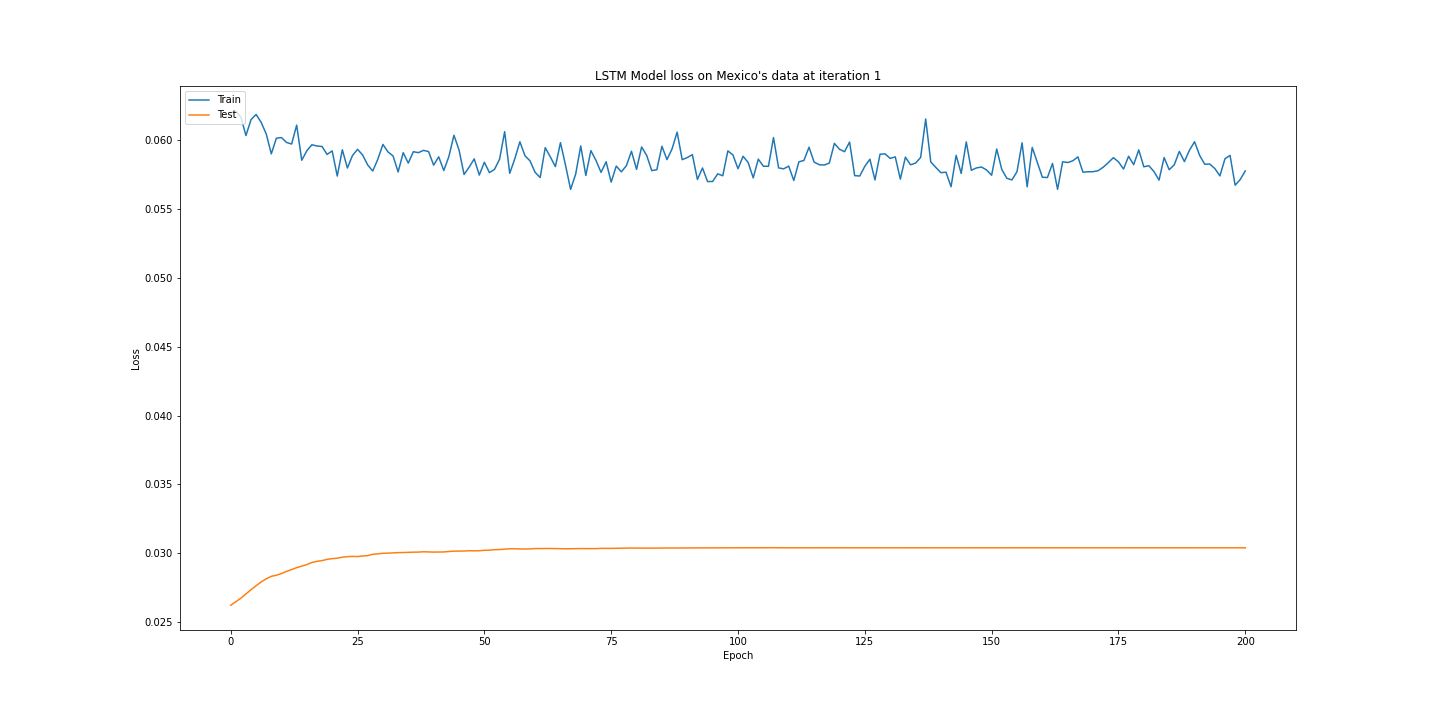 LSTM Model loss on Mexico's data at iteration 1
Train
Test
0.060
0.055
0.050
0.045
0.040
0.035
0.030
0.025
Loss
0 25 50 75 100 125 150 175 200
Epoch